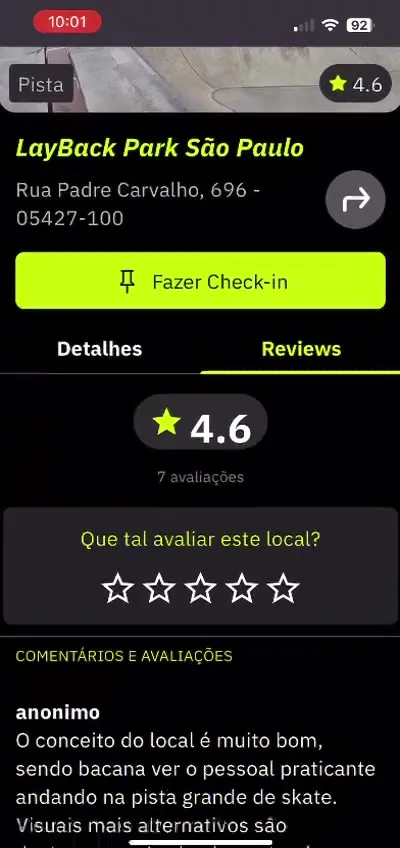 10:01
92
Pista
4.6
LayBack Park São Paulo
Rua Padre Carvalho, 696 -
05427-100
Fazer Check-in
Detalhes
Reviews
4.6
7 avaliações
Que tal avaliar este local?
COMENTÁRIOS E AVALIAÇÕES
anonimo
O conceito do local é muito bom,
sendo bacana ver o pessoal praticante
andando na pista grande de skate.
Visuais mais alternativos são